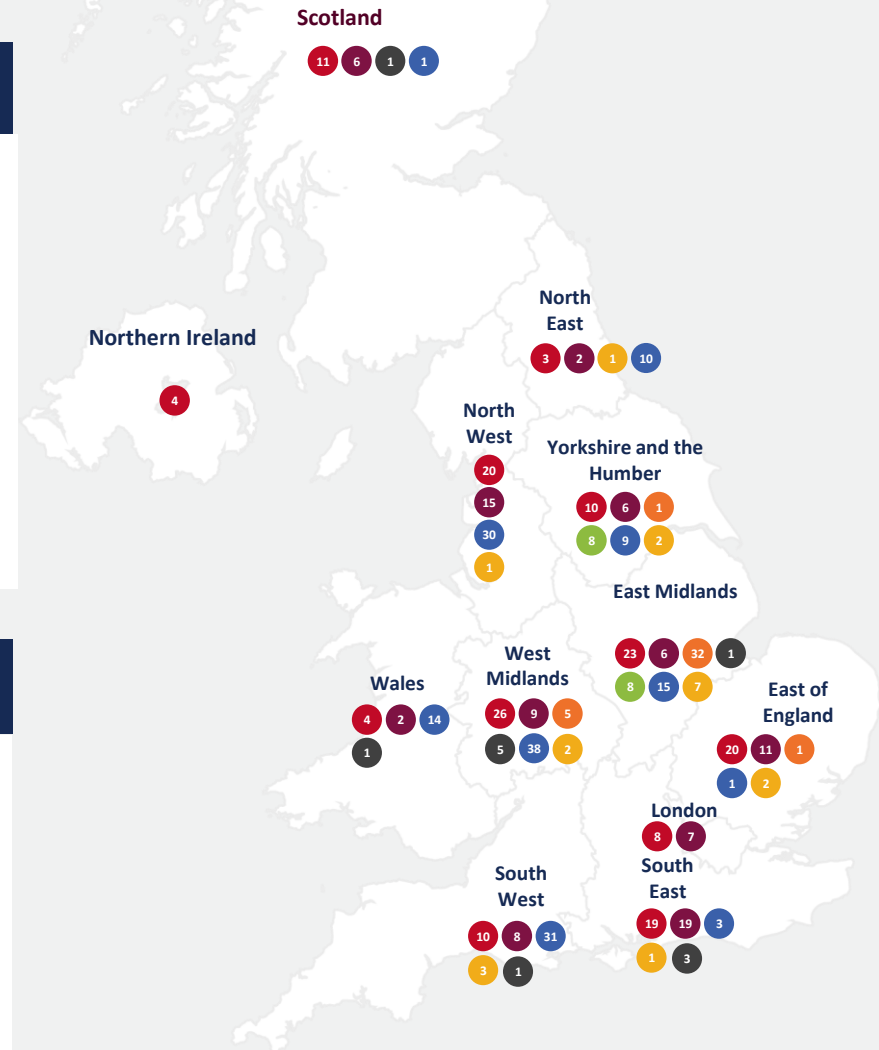 Scotland
11 6 1 1
North
East
3 2 1 10
Northern Ireland
4
North
West
20
15
30
1
Yorkshire and the
Humber
10 6 1
8 9 2
East Midlands
23 6 32 1
8 15 7
West
Midlands
26 9 5
5 38 2
Wales
4 2 14
1
East of
England
20 11 1
1 2
London
8 7
South
East
19 19 3
1 3
South
West
10 8 31
3 1